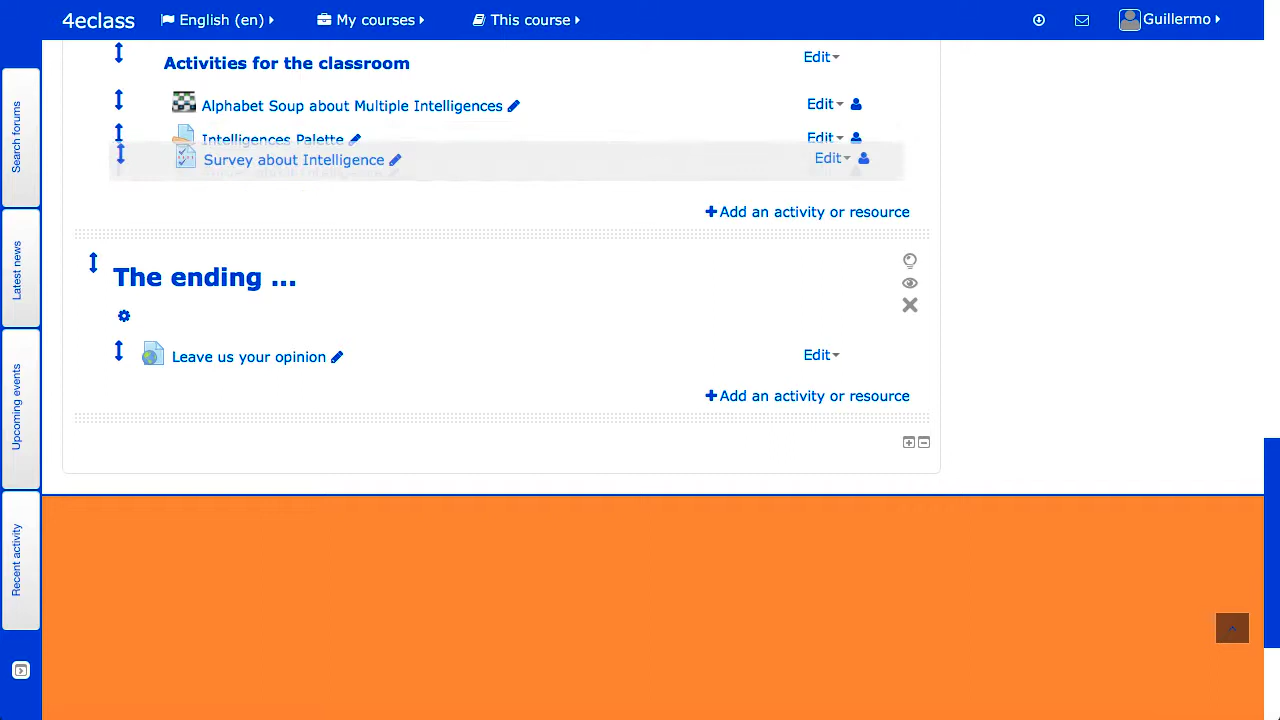 4eclass English (en) My courses This course Guillermo
Activities for the classroom Edit
Alphabet Soup about Multiple Intelligences Edit
Intelligences Palette Edit
Survey about Intelligence Edit
Add an activity or resource
The ending ...
Leave us your opinion Edit
Add an activity or resource
Search forums
Latest news
Upcoming events
Recent activity